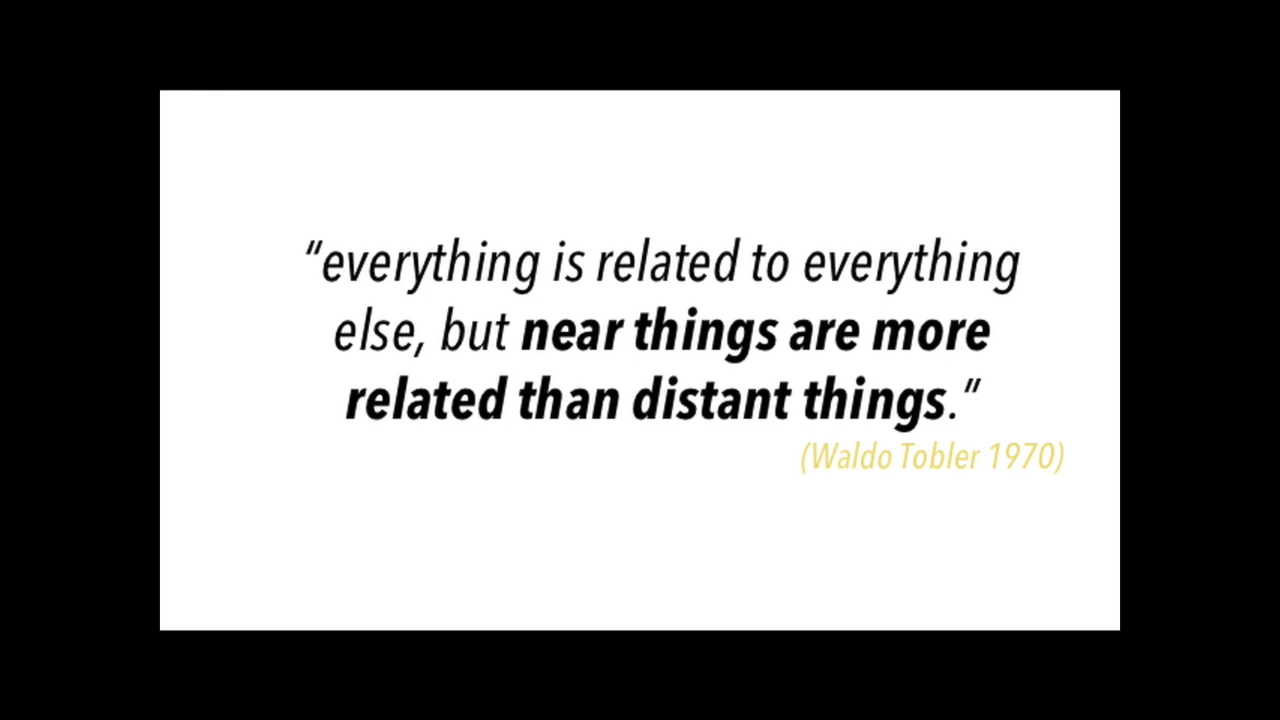 “everything is related to everything
else, but near things are more
related than distant things.”
(Waldo Tobler 1970)